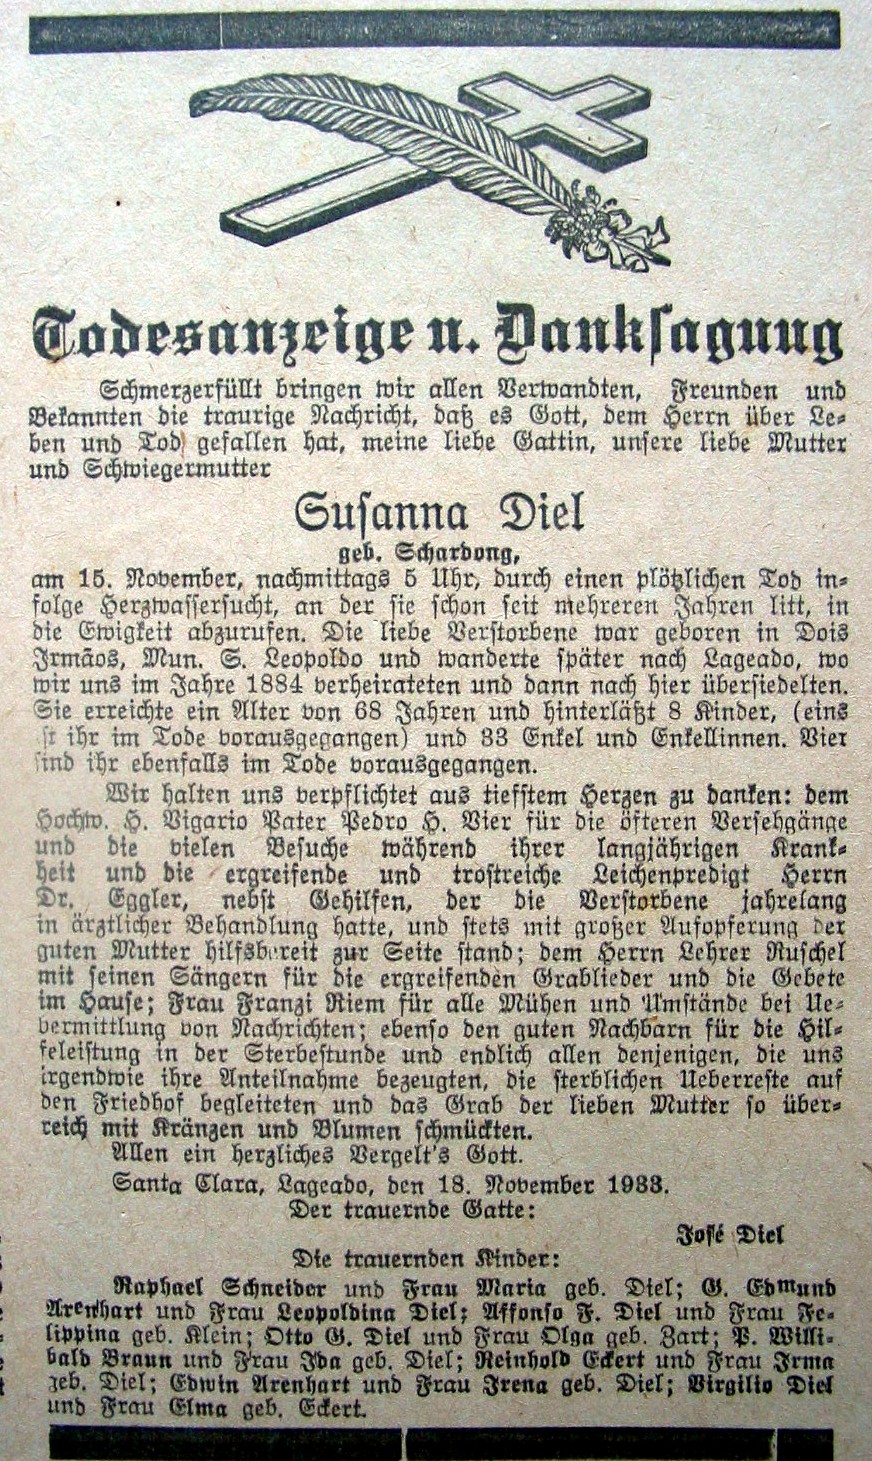 Todesanzeige u. Danksagung
Schmerzerfüllt bringen wir allen Verwandten, Freunden und
Bekannten die traurige Nachricht, daß es Gott, dem Herrn über Le-
ben und Tod gefallen hat, meine liebe Gattin, unsere liebe Mutter
und Schwiegermutter
Susanna Diel
geb. Schardong,
am 15. November, nachmittags 5 Uhr, durch einen plötzlichen Tod in-
folge Herzwassersucht, an der sie schon seit mehreren Jahren litt, in
die Ewigkeit abzurufen. Die liebe Verstorbene war geboren in Dois
Irmãos, Mun. S. Leopoldo und wanderte später nach Lageado, wo
wir uns im Jahre 1884 verheirateten und dann nach hier übersiedelten.
Sie erreichte ein Alter von 68 Jahren und hinterläßt 8 Kinder, (eins
ist ihr im Tode vorausgegangen) und 33 Enkel und Enkellinnen. Vier
sind ihr ebenfalls im Tode vorausgegangen.
Wir halten uns verpflichtet aus tiefstem Herzen zu danken: dem
Hochw. H. Vigario Pater Pedro H. Vier für die öfteren Versehgänge
und die vielen Besuche während ihrer langjährigen Krank-
heit und die ergreifende und trostreiche Leichenpredigt Herrn
Dr. Eggler, nebst Gehilfen, der die Verstorbene jahrelang
in ärztlicher Behandlung hatte, und stets mit großer Aufopferung der
guten Mutter hilfsbereit zur Seite stand; dem Herrn Lehrer Ruschel
mit seinen Sängern für die ergreifenden Grablieder und die Gebete
im Hause; Frau Franzi Riem für alle Mühen und Umstände bei Ue-
bermittlung von Nachrichten; ebenso den guten Nachbarn für die Hil-
feleistung in der Sterbestunde und endlich allen denjenigen, die uns
irgendwie ihre Anteilnahme bezeugten, die sterblichen Ueberreste auf
den Friedhof begleiteten und das Grab der lieben Mutter so über-
reich mit Kränzen und Blumen schmückten.
Allen ein herzliches Vergelt's Gott.
Santa Clara, Lageado, den 18. November 1933.
Der trauernde Gatte:
José Diel
Die trauernden Kinder:
Raphael Schneider und Frau Maria geb. Diel; G. Edmund
Arenhart und Frau Leopoldina Diel; Affonso F. Diel und Frau Fe-
lippina geb. Klein; Otto G. Diel und Frau Olga geb. Zart; P. Willi-
bald Braun und Frau Ida geb. Diel; Reinhold Eckert und Frau Irma
geb. Diel; Edwin Arenhart und Frau Irena geb. Diel; Virgilio Diel
und Frau Elma geb. Eckert.